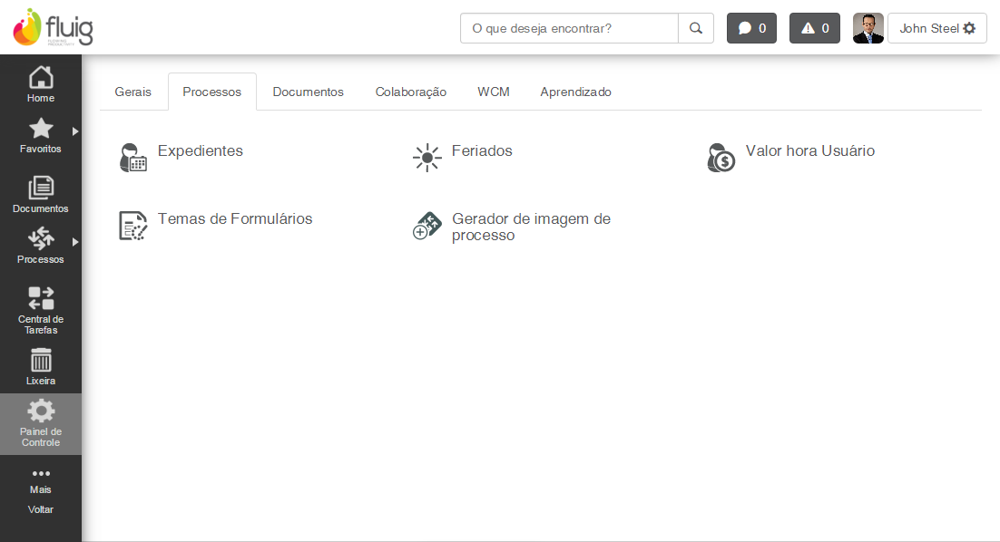 fluig
FLOWING
PRODUCTIVITY
O que deseja encontrar?
0
0
John Steel
Home
Favoritos
Documentos
Processos
Central de
Tarefas
Lixeira
Painel de
Controle
Mais
Voltar
Gerais
Processos
Documentos
Colaboração
WCM
Aprendizado
Expedientes
Feriados
Valor hora Usuário
Temas de Formulários
Gerador de imagem de
processo